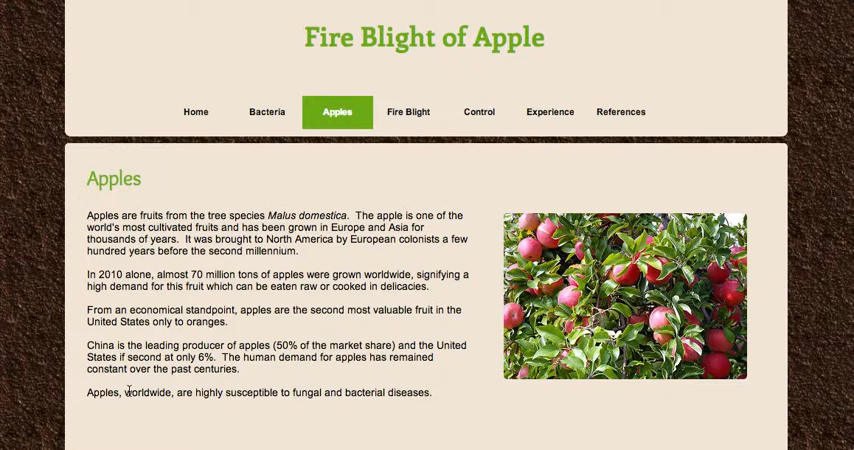 Fire Blight of Apple
Home Bacteria Apples Fire Blight Control Experience References
Apples
Apples are fruits from the tree species Malus domestica. The apple is one of the
world's most cultivated fruits and has been grown in Europe and Asia for
thousands of years. It was brought to North America by European colonists a few
hundred years before the second millennium.
In 2010 alone, almost 70 million tons of apples were grown worldwide, signifying a
high demand for this fruit which can be eaten raw or cooked in delicacies.
From an economical standpoint, apples are the second most valuable fruit in the
United States only to oranges.
China is the leading producer of apples (50% of the market share) and the United
States if second at only 6%. The human demand for apples has remained
constant over the past centuries.
Apples, worldwide, are highly susceptible to fungal and bacterial diseases.